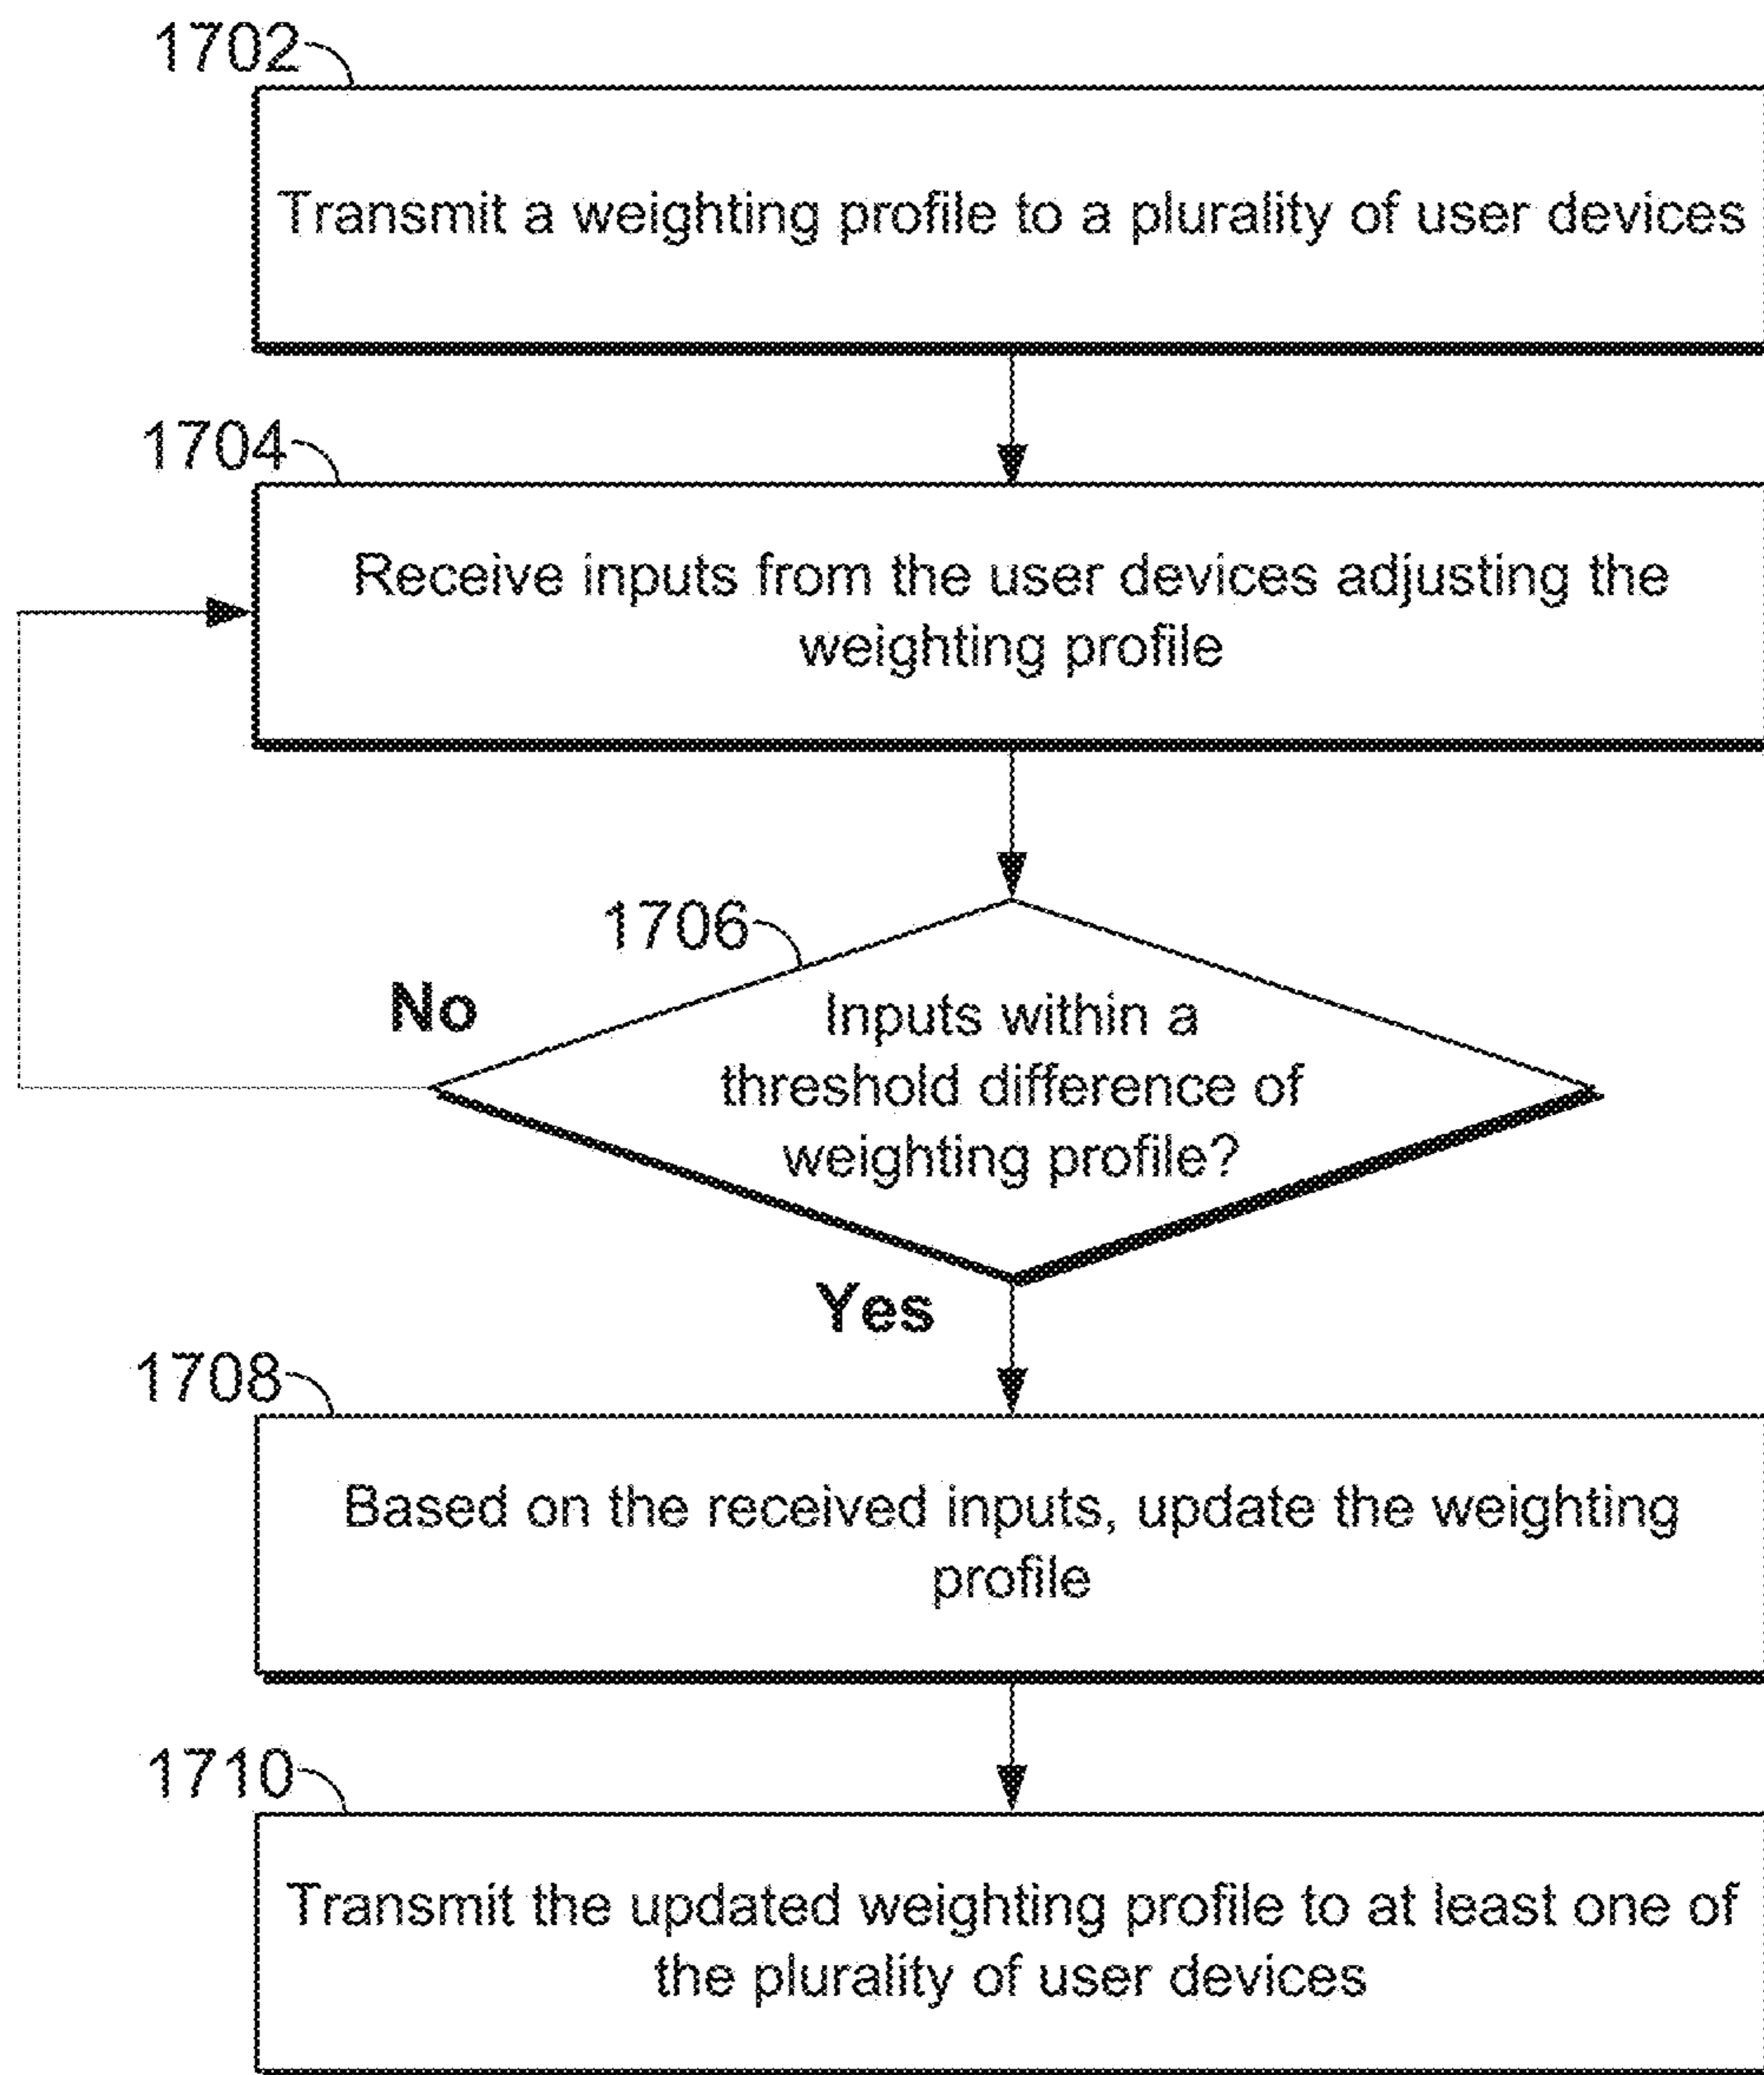 1702
Transmit a weighting profile to a plurality of user devices
1704
Receive inputs from the user devices adjusting the
weighting profile
1706
No
Inputs within a
threshold difference of
weighting profile?
Yes
1708
Based on the received inputs, update the weighting
profile
1710
Transmit the updated weighting profile to at least one of
the plurality of user devices